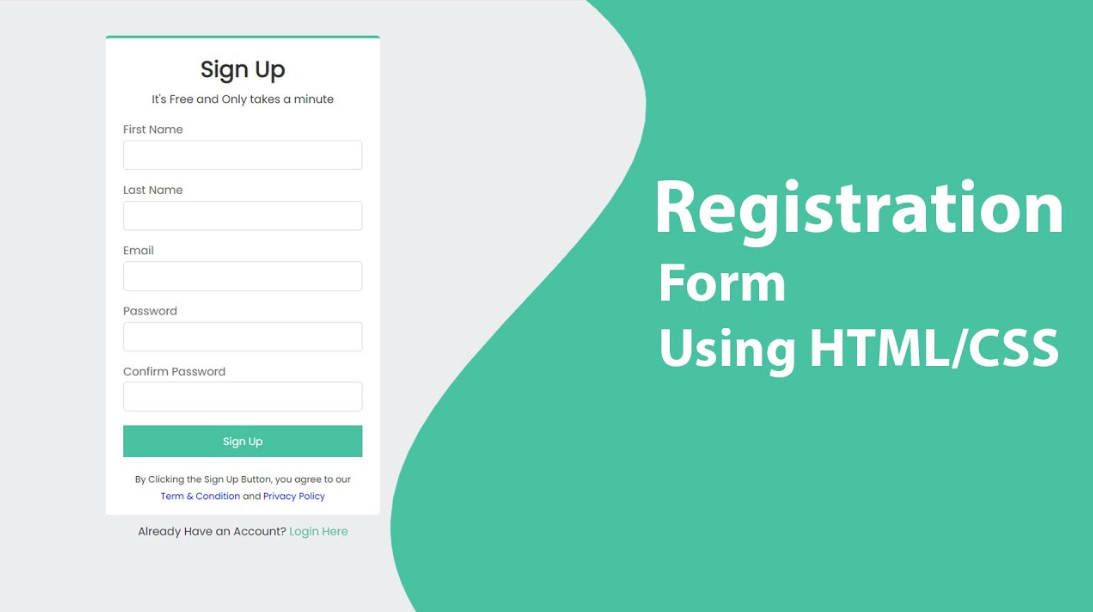 Sign Up
It's Free and Only takes a minute
First Name
Last Name
Email
Password
Confirm Password
Sign Up
By Clicking the Sign Up Button, you agree to our
Term & Condition and Privacy Policy
Already Have an Account? Login Here
Registration
Form
Using HTML/CSS